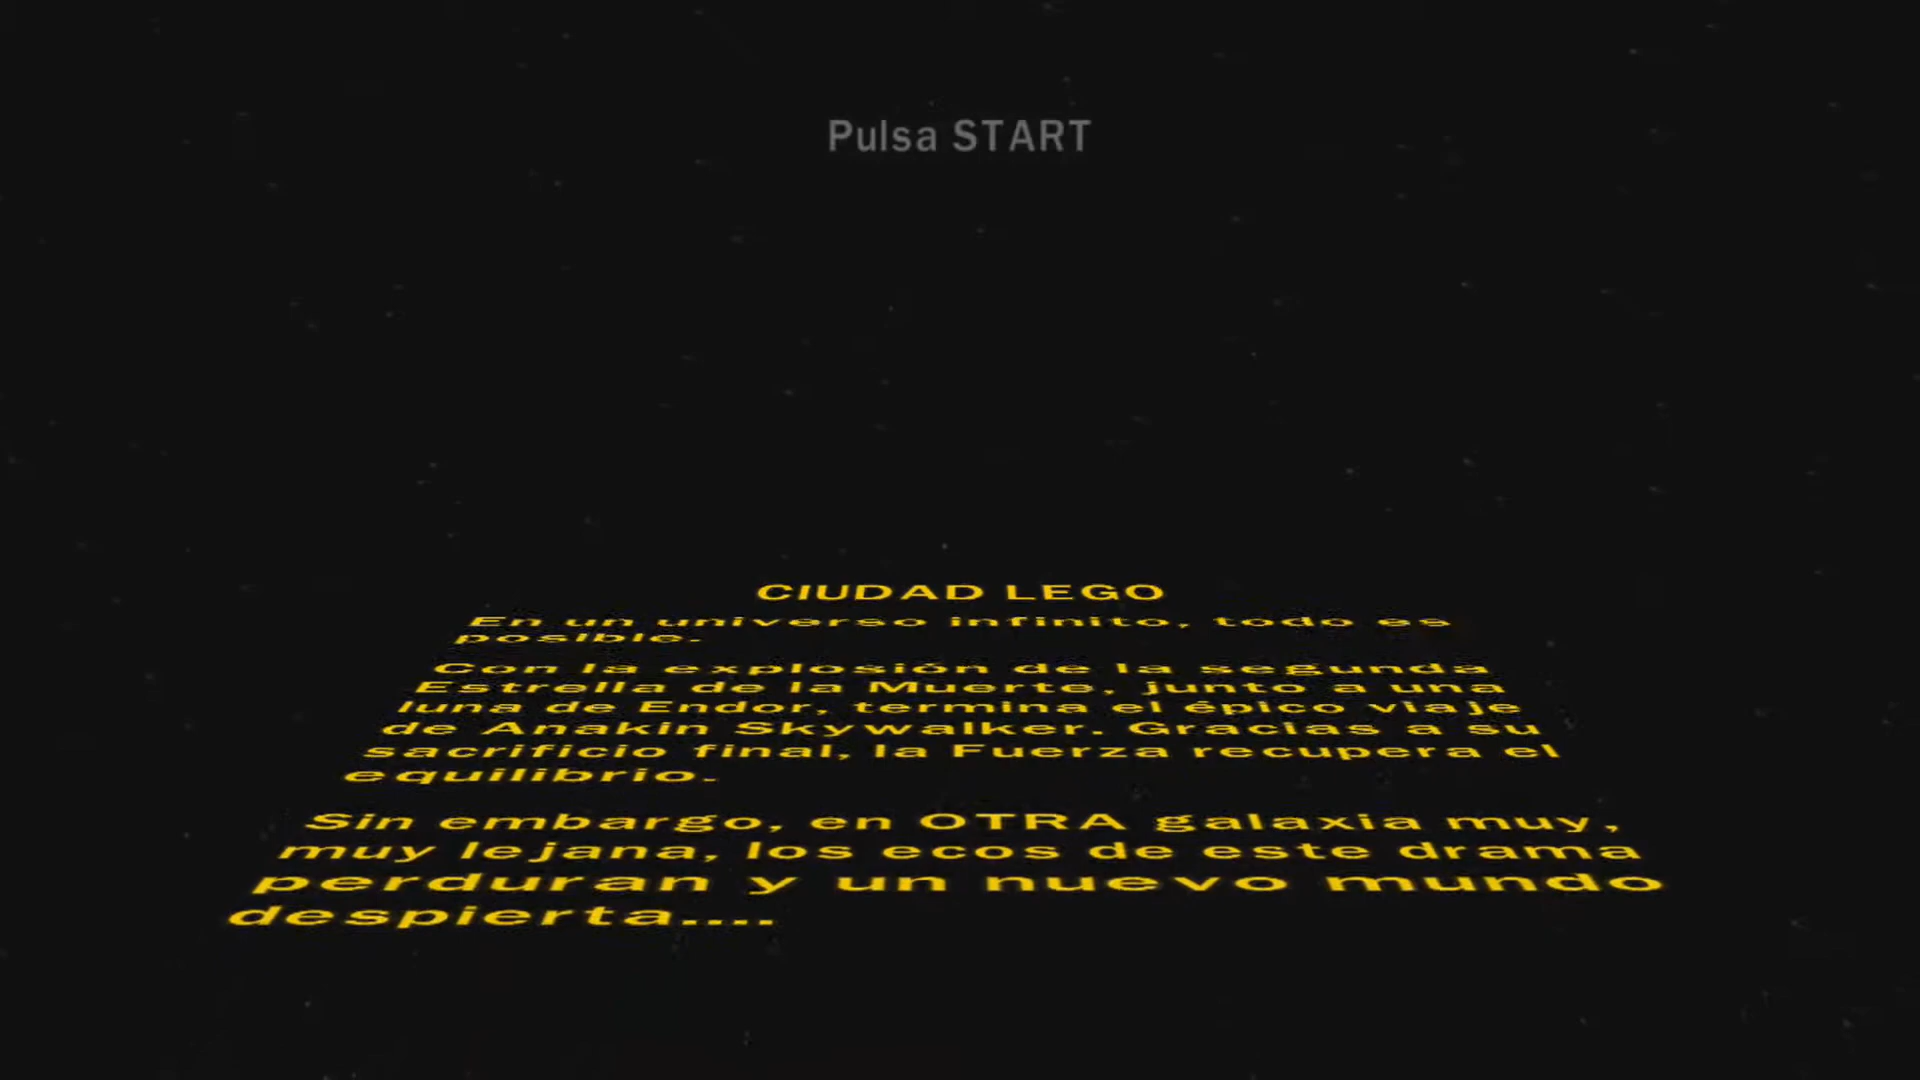 Pulsa START
CIUDAD LEGO
En un universo infinito, todo es
posible.
Con la explosión de la segunda
Estrella de la Muerte, junto a una
luna de Endor, termina el épico viaje
de Anakin Skywalker. Gracias a su
sacrificio final, la Fuerza recupera el
equilibrio.
Sin embargo, en OTRA galaxia muy,
muy lejana, los ecos de este drama
perduran y un nuevo mundo
despierta....